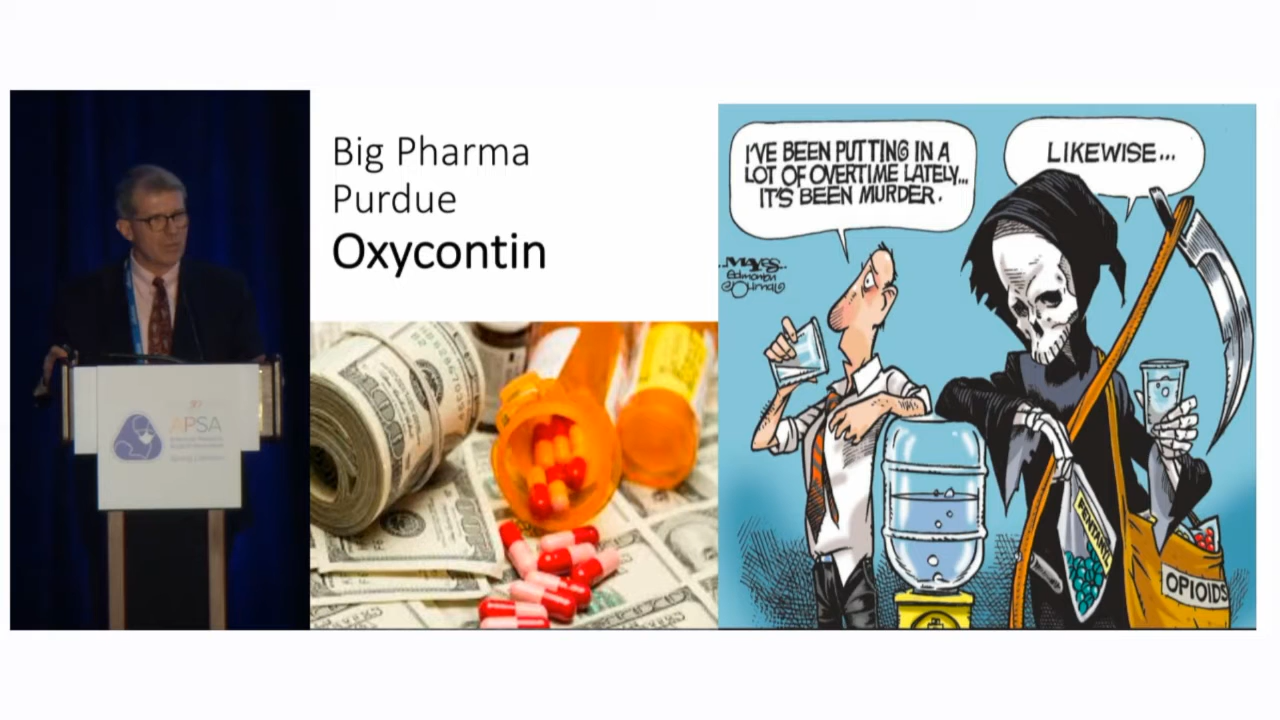 Big Pharma
Purdue
Oxycontin
I'VE BEEN PUTTING IN A
LOT OF OVERTIME LATELY...
IT'S BEEN MURDER.
LIKEWISE...
MAYES
Edmonton
Journal
APSA
FENTANYL
OPIOIDS
100